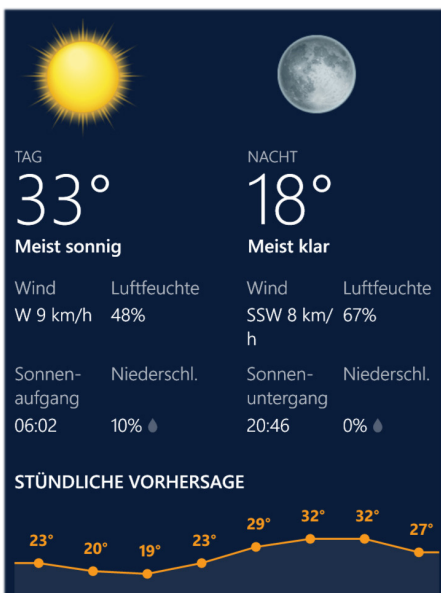 TAG
33°
Meist sonnig
Wind Luftfeuchte
W 9 km/h 48%
Sonnen-
aufgang
Niederschl.
06:02 10%
NACHT
18°
Meist klar
Wind Luftfeuchte
SSW 8 km/
h
67%
Sonnen-
untergang
Niederschl.
20:46 0%
STÜNDLICHE VORHERSAGE
23° 20° 19° 23° 29° 32° 32° 27°